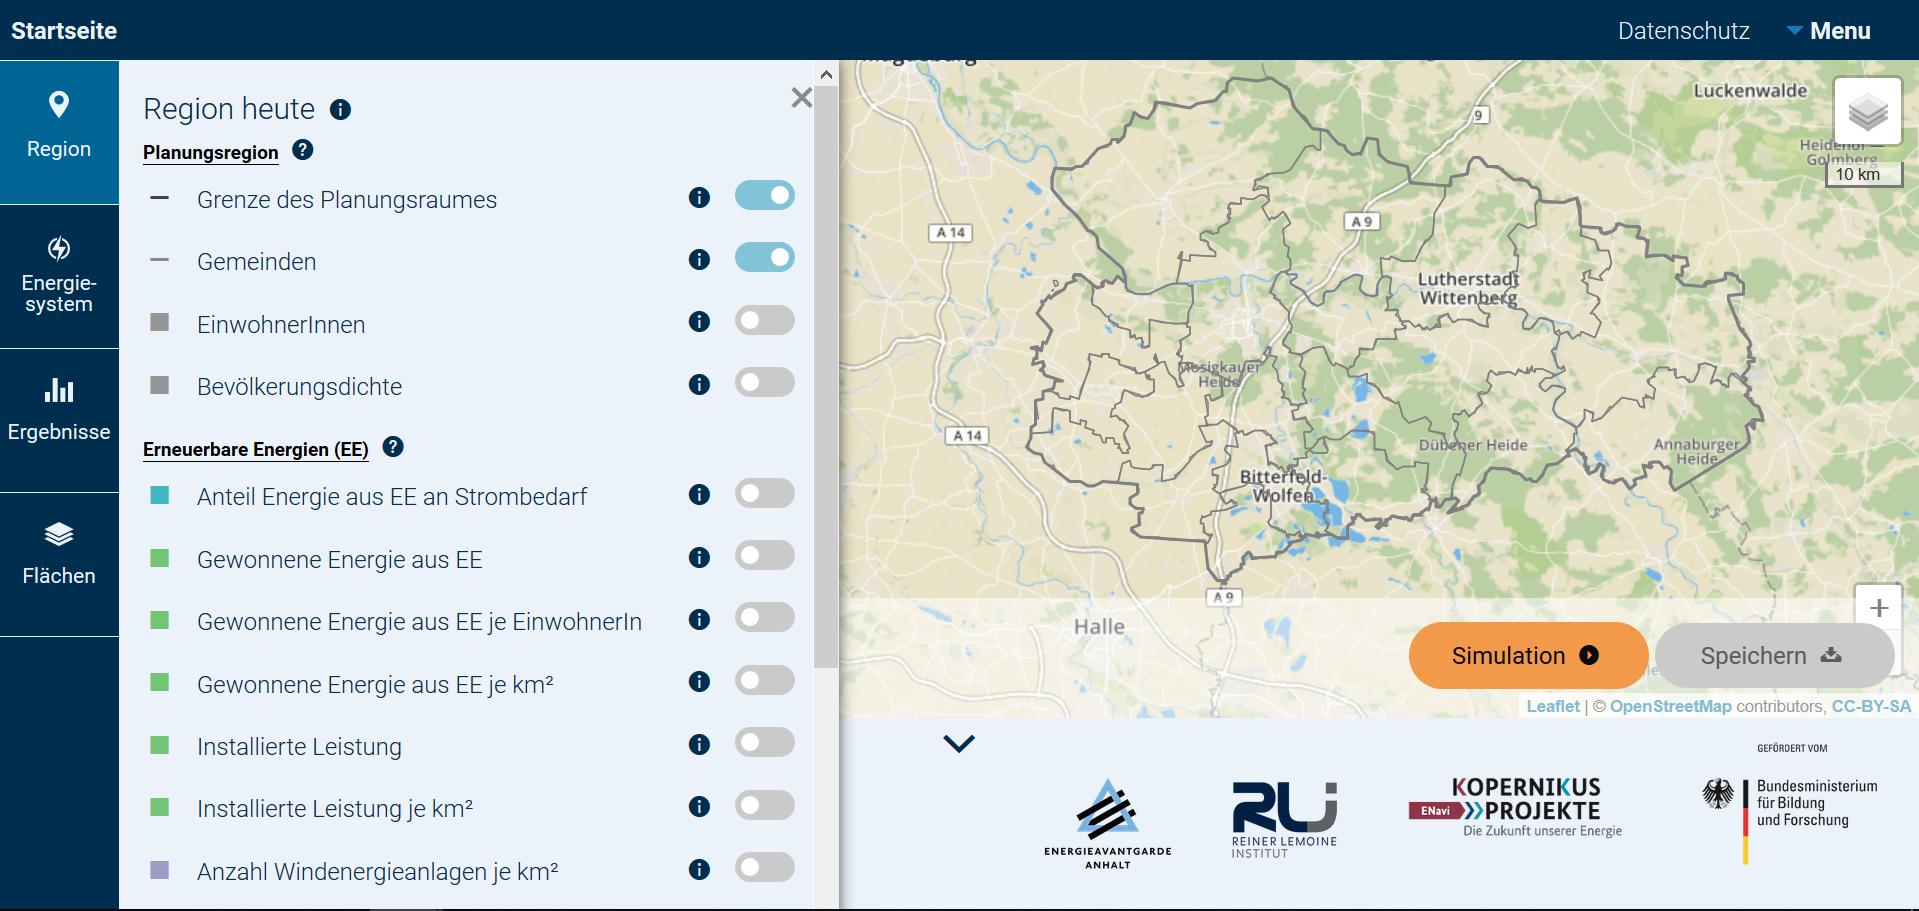 Startseite
Datenschutz
Menu
Region
Energie-
system
Ergebnisse
Flächen
Region heute
Planungsregion
Grenze des Planungsraumes
Gemeinden
EinwohnerInnen
Bevölkerungsdichte
Erneuerbare Energien (EE)
Anteil Energie aus EE an Strombedarf
Gewonnene Energie aus EE
Gewonnene Energie aus EE je EinwohnerIn
Gewonnene Energie aus EE je km²
Installierte Leistung
Installierte Leistung je km²
Anzahl Windenergieanlagen je km²
Magdeburg
Luckenwalde
9
Heidehof —
Golmberg
10 km
A 14
A 9
Lutherstadt
Wittenberg
Mosigkauer
Heide
A 14
Dübener Heide
Annaburger
Heide
Bitterfeld-
Wolfen
A 9
Halle
+
Simulation
Speichern
Leaflet | © OpenStreetMap contributors, CC-BY-SA
GEFÖRDERT VOM
ENERGIEAVANTGARDE
ANHALT
RLI
REINER LEMOINE
INSTITUT
KOPERNIKUS
ENavi
PROJEKTE
Die Zukunft unserer Energie
Bundesministerium
für Bildung
und Forschung